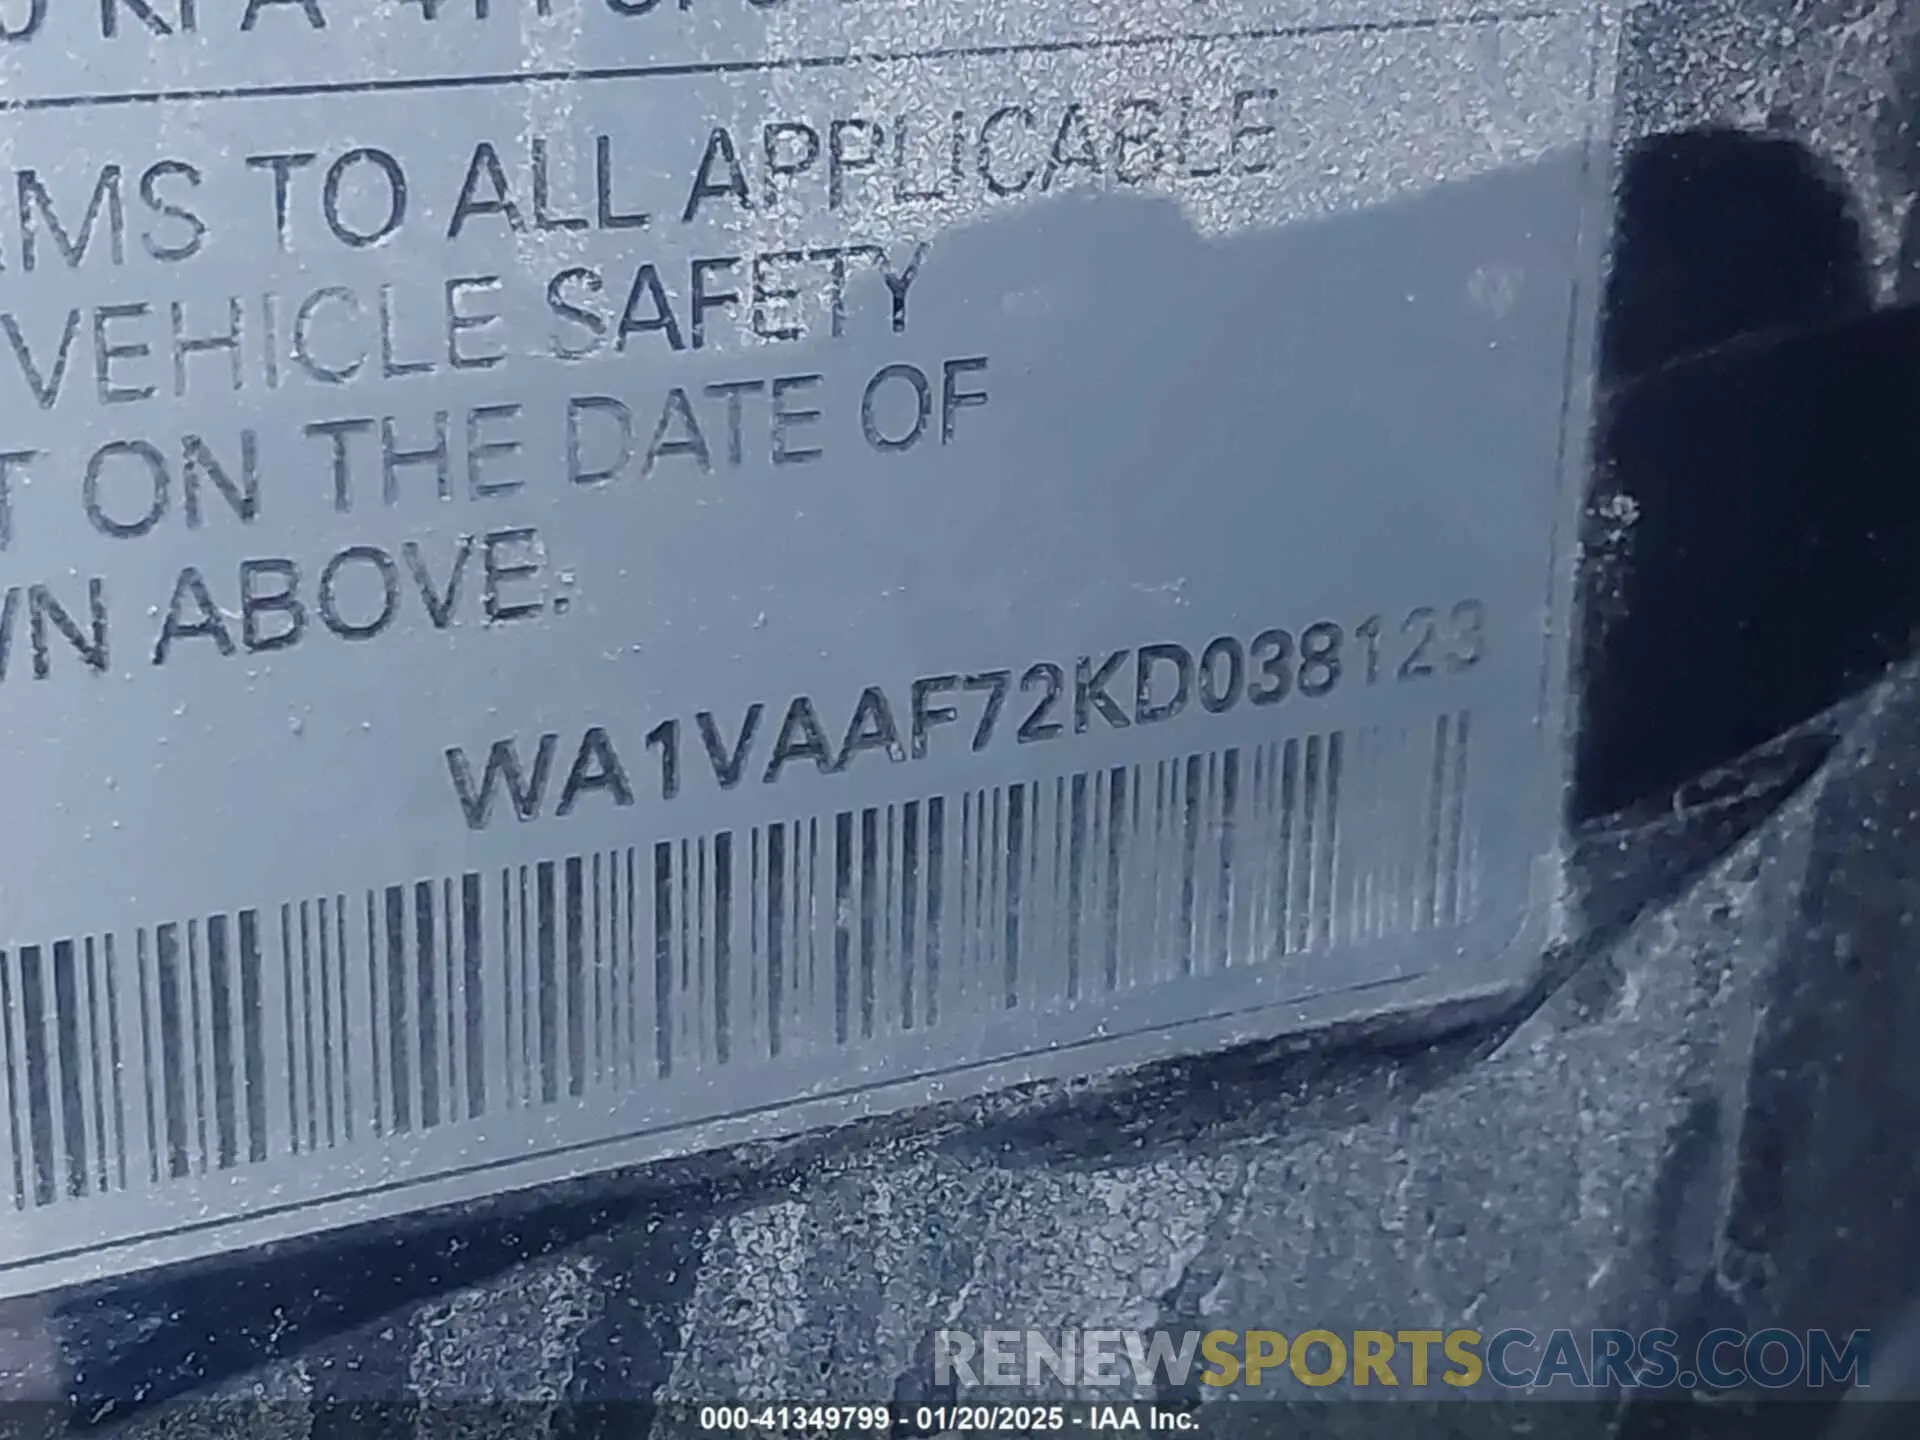 TO ALL APPLICABLE
VEHICLE SAFETY
ON THE DATE OF
ABOVE.
WA1VAAF72KD038123
RENEWSPORTSCARS.COM
000-41349799 - 01/20/2025 - IAA Inc.